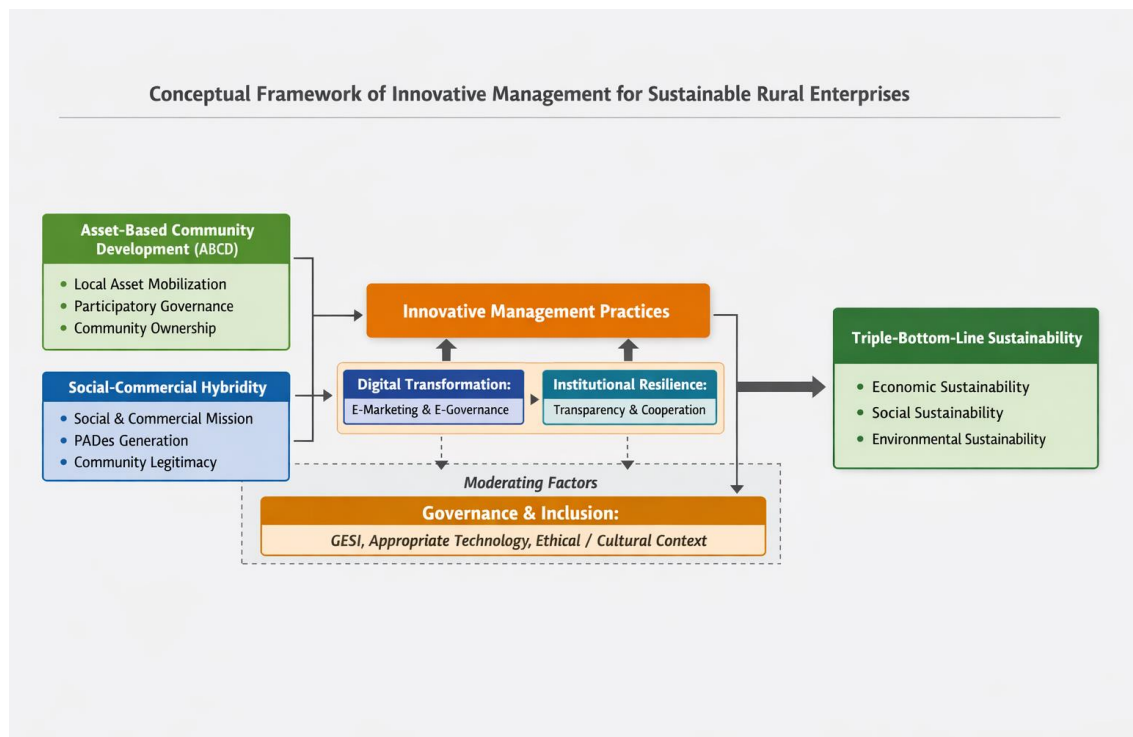 Conceptual Framework of Innovative Management for Sustainable Rural Enterprises
Asset-Based Community
Development (ABCD)
• Local Asset Mobilization
• Participatory Governance
• Community Ownership
Social-Commercial Hybridity
• Social & Commercial Mission
• PADes Generation
• Community Legitimacy
Innovative Management Practices
Digital Transformation:
E-Marketing & E-Governance
Institutional Resilience:
Transparency & Cooperation
Moderating Factors
Governance & Inclusion:
GESI, Appropriate Technology, Ethical / Cultural Context
Triple-Bottom-Line Sustainability
• Economic Sustainability
• Social Sustainability
• Environmental Sustainability